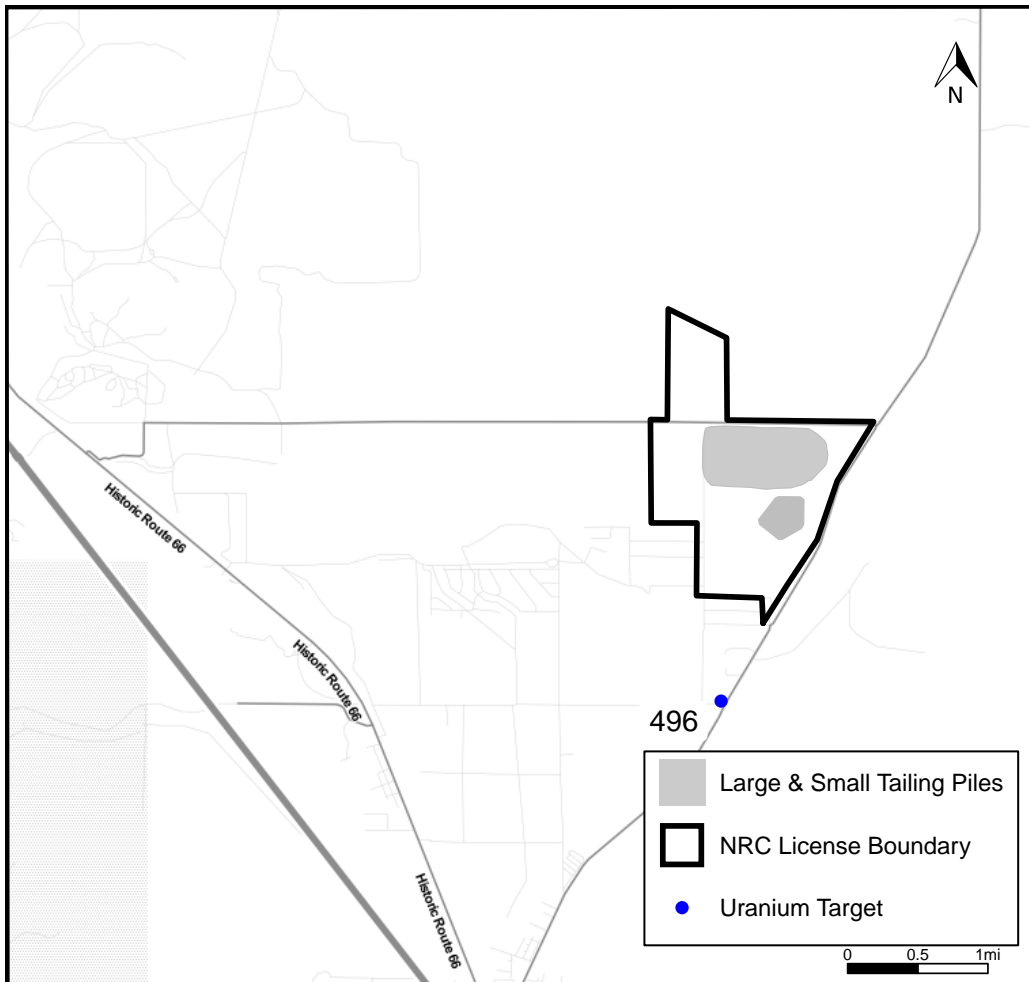 N
Historic Route 66
Historic Route 66
496
Large & Small Tailing Piles
NRC License Boundary
Historic Route 66
Uranium Target
0 0.5 1mi